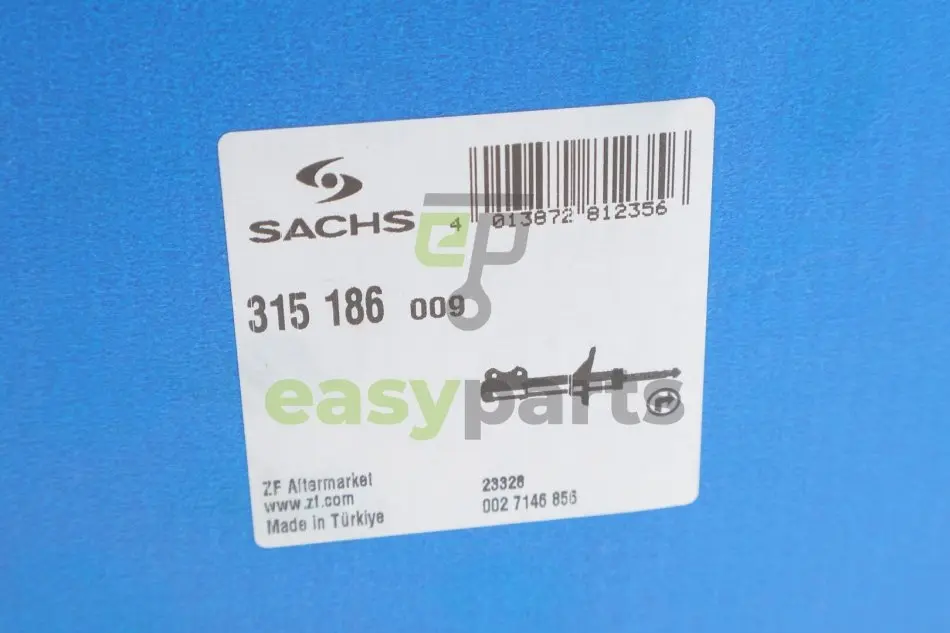 SACHS
4 013872 812356
315 186 009
easyparts
ZF Aftermarket
www.zf.com
Made in Türkiye
23328
002 7146 856